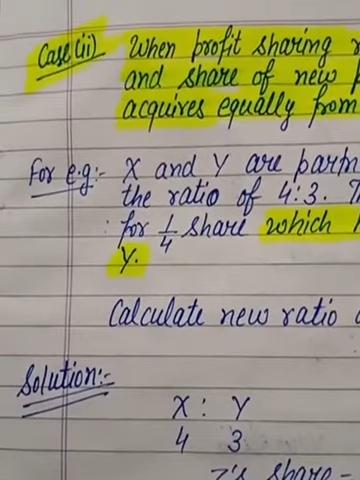 Case (ii) When profit sharing
and share of new
acquires equally from
For e.g:- X and Y are
the ratio of 4:3.
for 1/4 share which
Y.
Calculate new ratio
Solution:-
X : Y
4 3
Z's share -